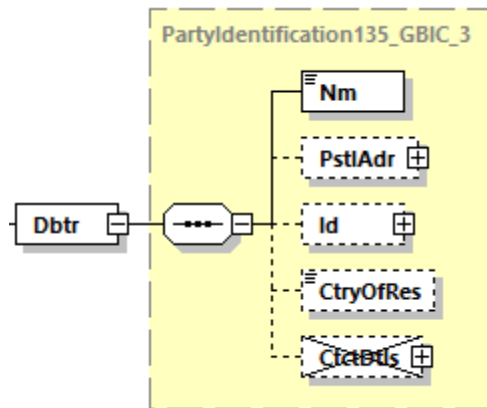 PartyIdentification135_GBIC_3
Nm
PstlAdr
Dbtr
Id
CtryOfRes
CtctDtls